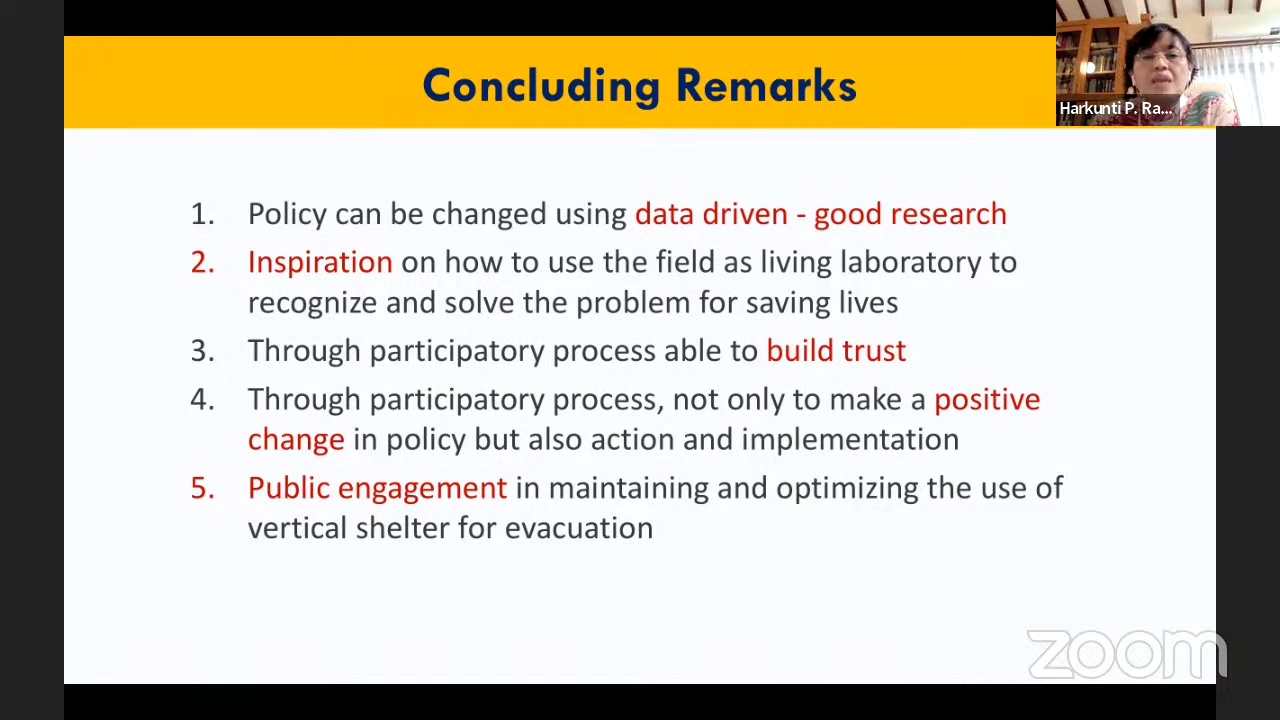 Concluding Remarks
Harkunti P. Ra...
1. Policy can be changed using data driven - good research
2. Inspiration on how to use the field as living laboratory to
recognize and solve the problem for saving lives
3. Through participatory process able to build trust
4. Through participatory process, not only to make a positive
change in policy but also action and implementation
5. Public engagement in maintaining and optimizing the use of
vertical shelter for evacuation
zoom